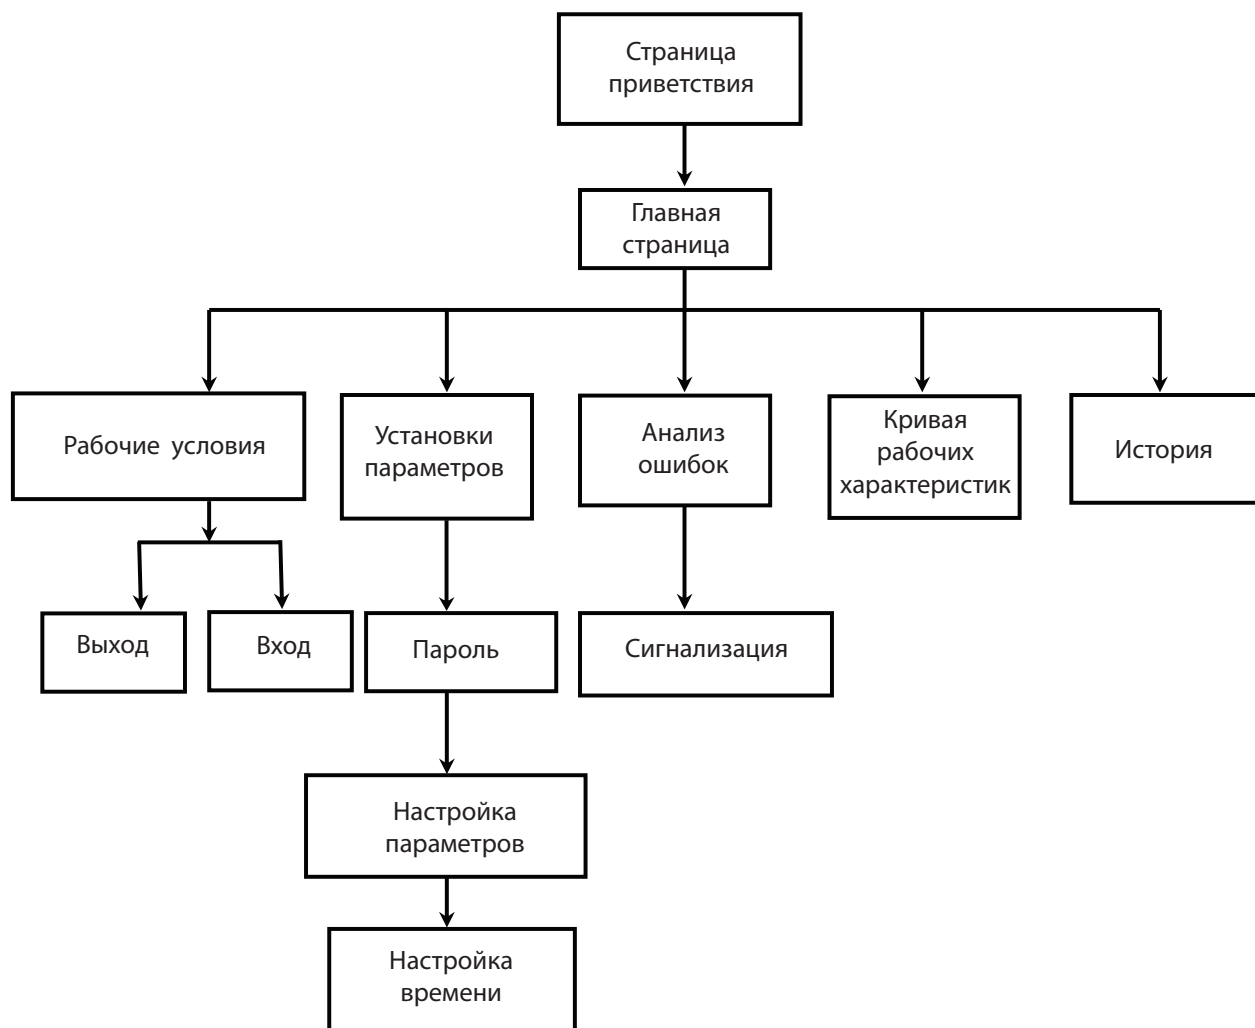 Страница
приветствия
Главная
страница
Рабочие условия
Установки
параметров
Анализ
ошибок
Кривая
рабочих
характеристик
История
Выход
Вход
Пароль
Сигнализация
Настройка
параметров
Настройка
времени